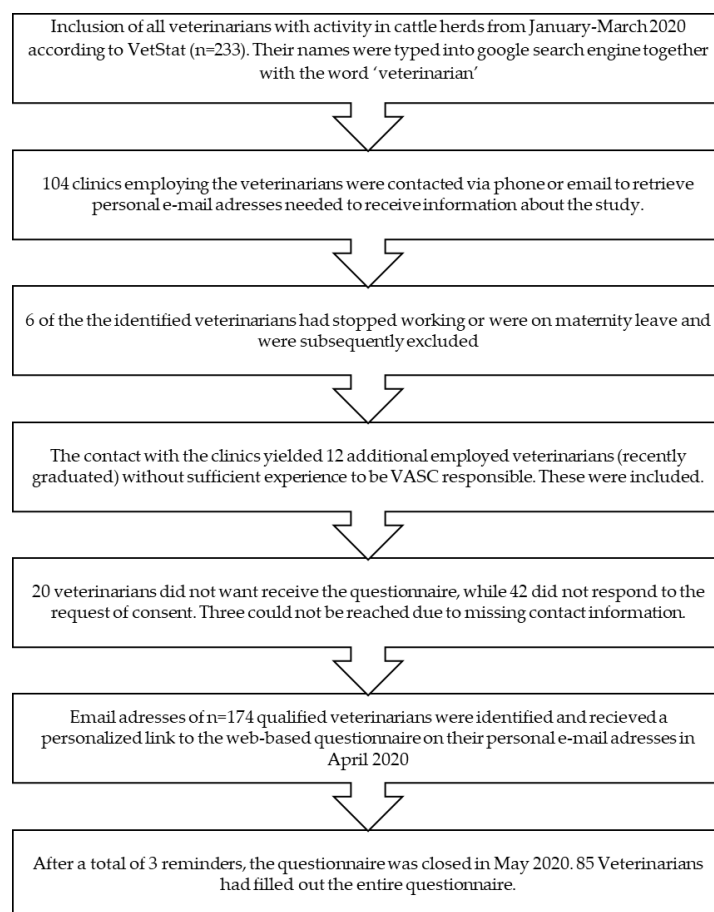 Inclusion of all veterinarians with activity in cattle herds from January-March 2020
according to VetStat (n=233). Their names were typed into google search engine together
with the word ‘veterinarian’
104 clinics employing the veterinarians were contacted via phone or email to retrieve
personal e-mail adresses needed to receive information about the study.
6 of the the identified veterinarians had stopped working or were on maternity leave and
were subsequently excluded
The contact with the clinics yielded 12 additional employed veterinarians (recently
graduated) without sufficient experience to be VASC responsible. These were included.
20 veterinarians did not want receive the questionnaire, while 42 did not respond to the
request of consent. Three could not be reached due to missing contact information.
Email adresses of n=174 qualified veterinarians were identified and recieved a
personalized link to the web-based questionnaire on their personal e-mail adresses in
April 2020
After a total of 3 reminders, the questionnaire was closed in May 2020. 85 Veterinarians
had filled out the entire questionnaire.